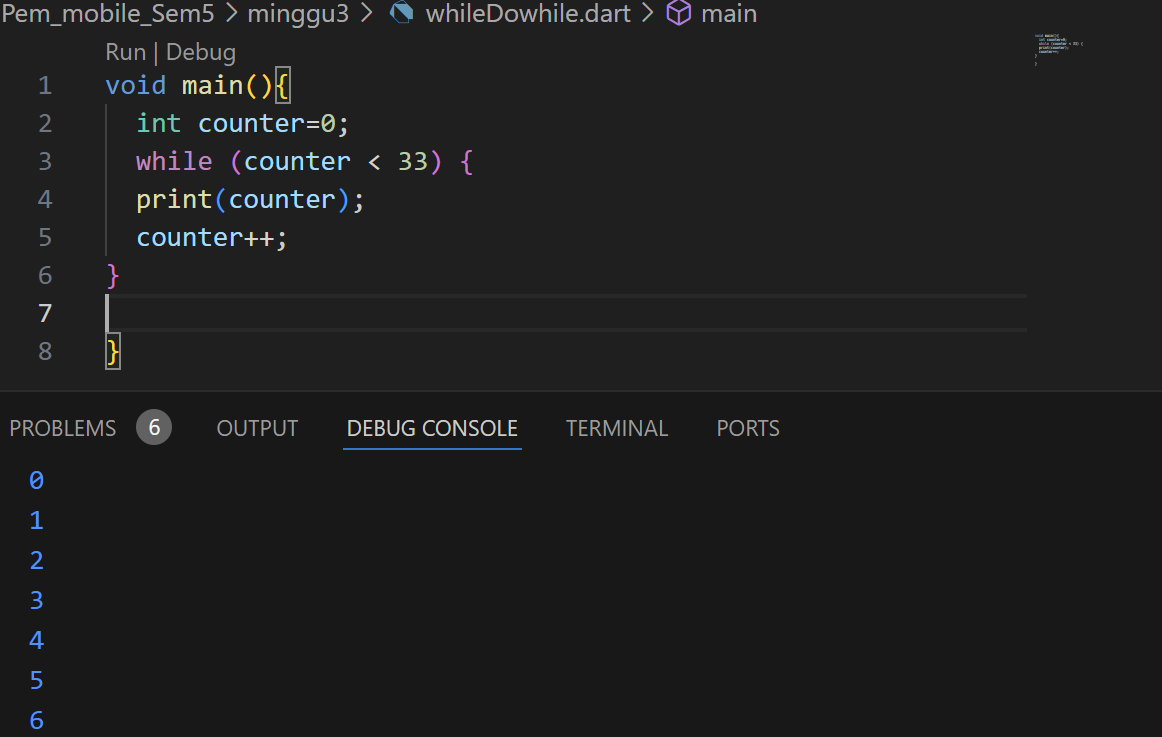 Pem_mobile_Sem5 > minggu3 > whileDowhile.dart > main
Run | Debug
1 void main(){
2 int counter=0;
3 while (counter < 33) {
4 print(counter);
5 counter++;
6 }
7
8 }
PROBLEMS 6 OUTPUT DEBUG CONSOLE TERMINAL PORTS
0
1
2
3
4
5
6